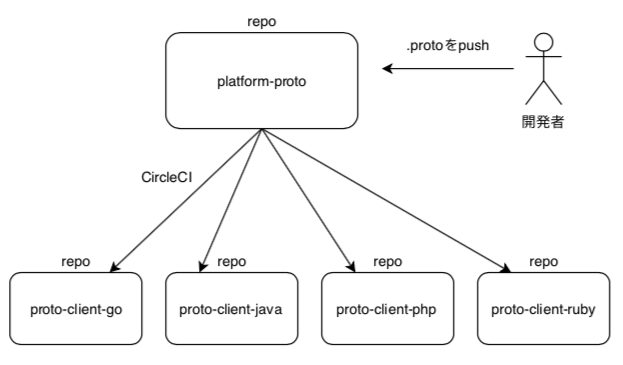 repo
.protoをpush
platform-proto
開発者
CircleCI
repo
repo
repo
repo
proto-client-go
proto-client-java
proto-client-php
proto-client-ruby